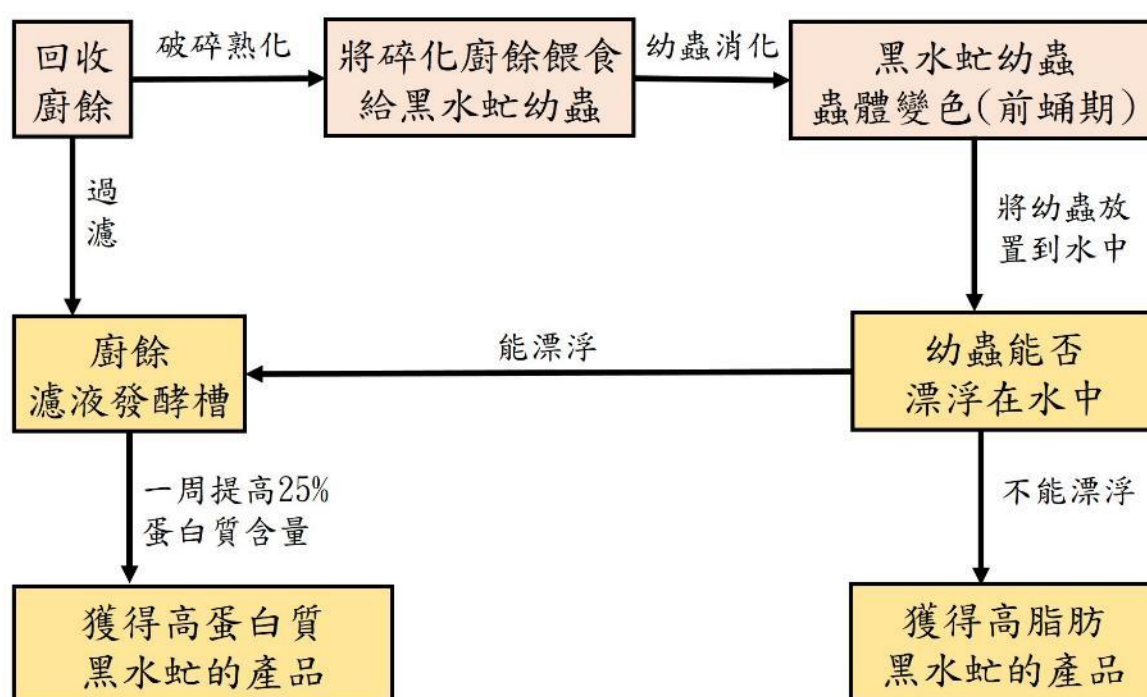 回收
廚餘
破碎熟化
將碎化廚餘餵食
給黑水虻幼蟲
幼蟲消化
黑水虻幼蟲
蟲體變色(前蛹期)
過
濾
將幼蟲放
置到水中
廚餘
濾液發酵槽
能漂浮
幼蟲能否
漂浮在水中
一周提高25%
蛋白質含量
不能漂浮
獲得高蛋白質
黑水虻的產品
獲得高脂肪
黑水虻的產品